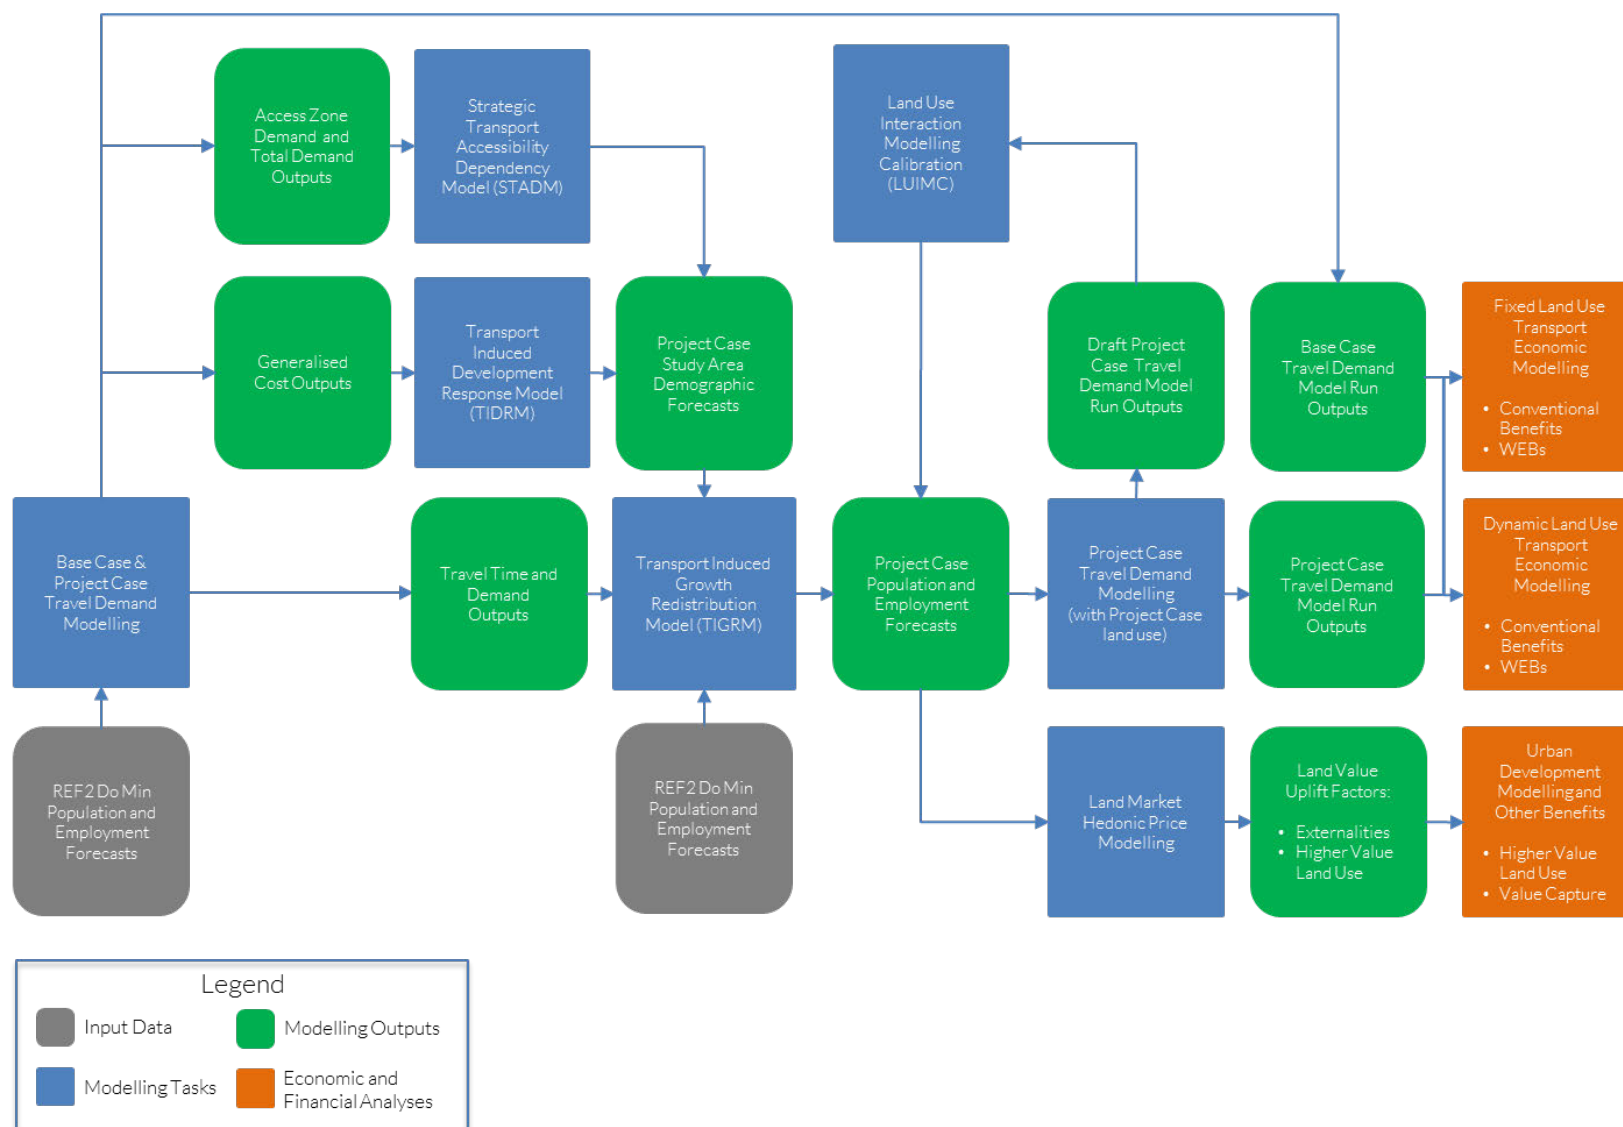 Access Zone
Demand and
Total Demand
Outputs
Strategic
Transport
Accessibility
Dependency
Model (STADM)
Land Use
Interaction
Modelling
Calibration
(LUIMC)
Generalised
Cost Outputs
Transport
Induced
Development
Response Model
(TIDRM)
Project Case
Study Area
Demographic
Forecasts
Draft Project
Case Travel
Demand Model
Run Outputs
Base Case
Travel Demand
Model Run
Outputs
Fixed Land Use
Transport
Economic
Modelling
• Conventional
Benefits
• WEBs
Base Case &
Project Case
Travel Demand
Modelling
Travel Time and
Demand
Outputs
Transport Induced
Growth
Redistribution
Model (TIGRM)
Project Case
Population and
Employment
Forecasts
Project Case
Travel Demand
Modelling
(with Project Case
land use)
Project Case
Travel Demand
Model Run
Outputs
Dynamic Land Use
Transport
Economic
Modelling
• Conventional
Benefits
• WEBs
REF2 Do Min
Population and
Employment
Forecasts
REF2 Do Min
Population and
Employment
Forecasts
Land Market
Hedonic Price
Modelling
Land Value
Uplift Factors:
• Externalities
• Higher Value
Land Use
Urban
Development
Modelling and
Other Benefits
• Higher Value
Land Use
• Value Capture
Legend
Input Data
Modelling Outputs
Modelling Tasks
Economic and
Financial Analyses